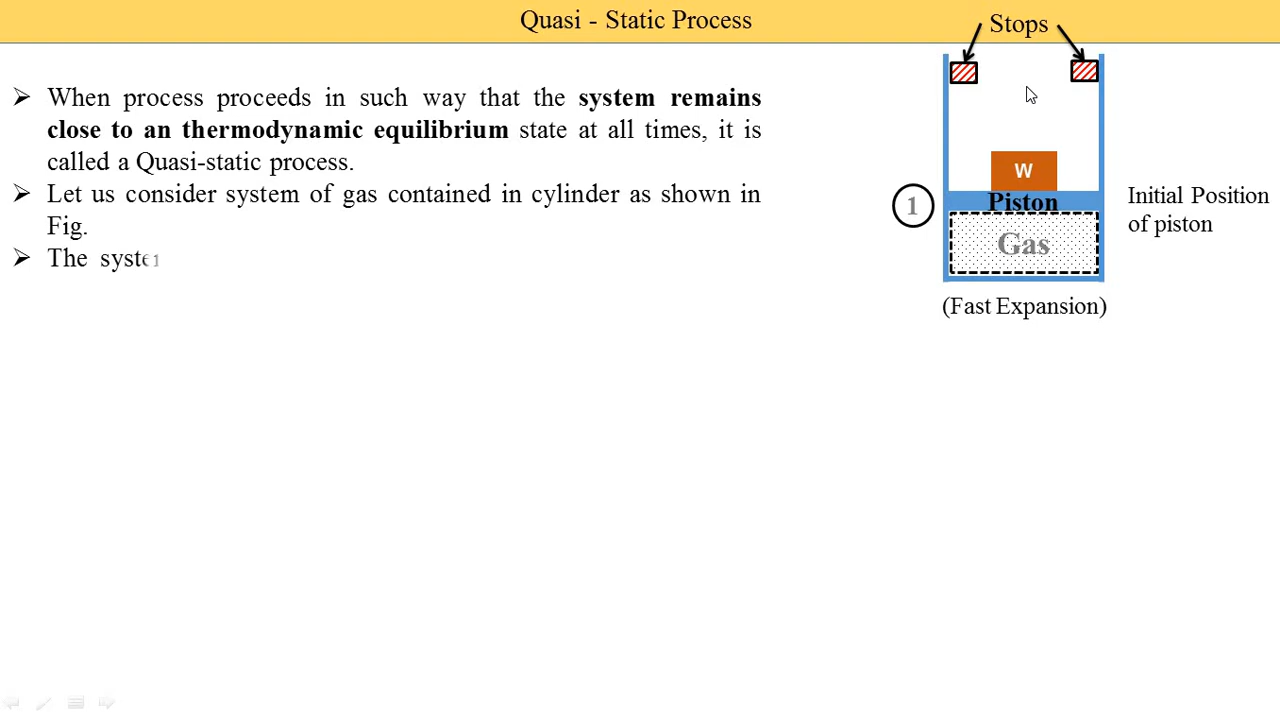 Quasi - Static Process
Stops
When process proceeds in such way that the system remains
close to an thermodynamic equilibrium state at all times, it is
called a Quasi-static process.
Let us consider system of gas contained in cylinder as shown in
Fig.
The
W
Piston
1
Gas
Initial Position
of piston
(Fast Expansion)